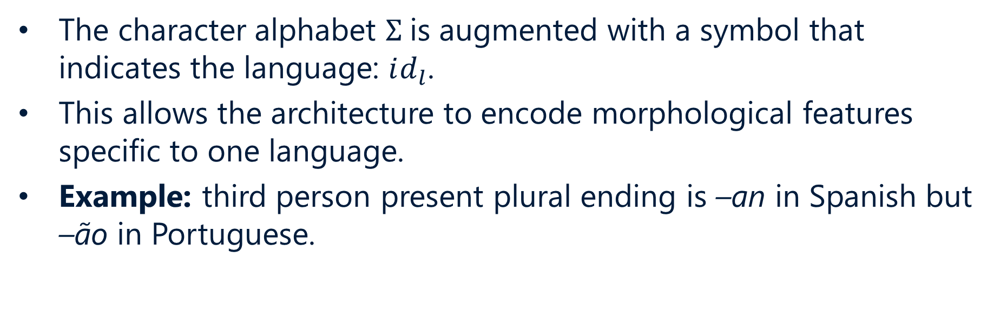 • The character alphabet Σ is augmented with a symbol that
indicates the language: id_l.
• This allows the architecture to encode morphological features
specific to one language.
• Example: third person present plural ending is –an in Spanish but
–ão in Portuguese.